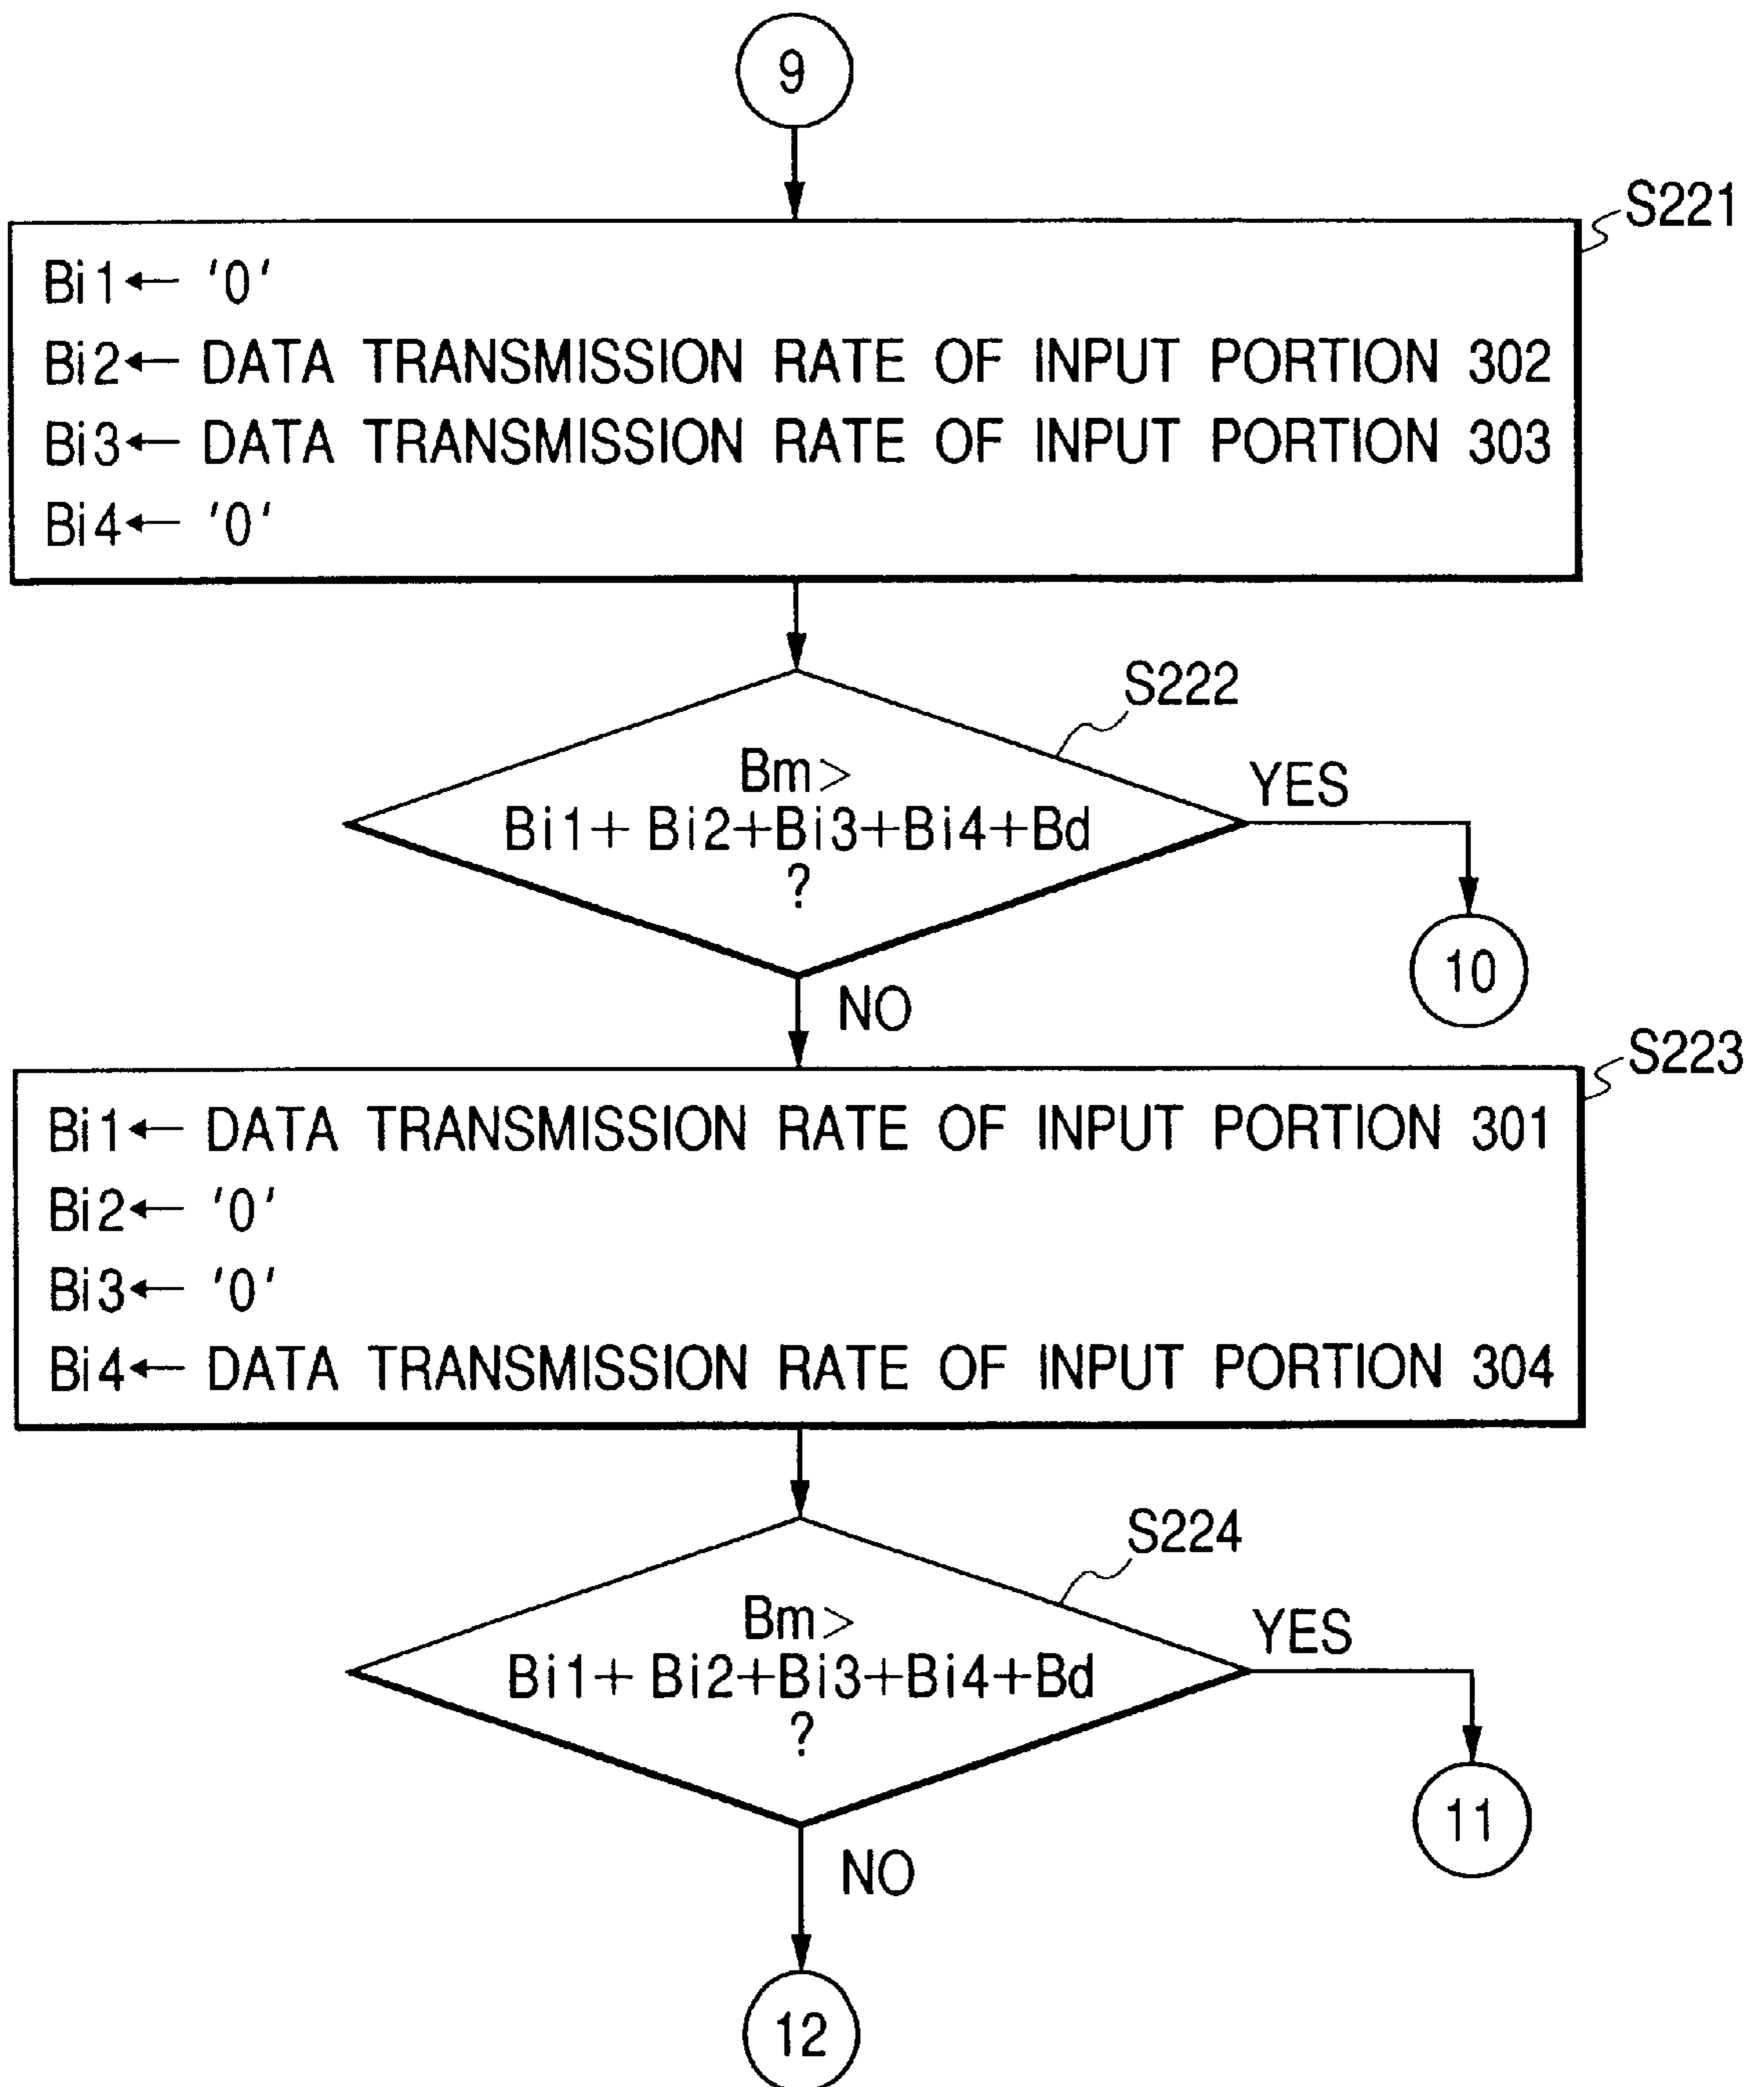 9
S221
Bi1← '0'
Bi2← DATA TRANSMISSION RATE OF INPUT PORTION 302
Bi3← DATA TRANSMISSION RATE OF INPUT PORTION 303
Bi4← '0'
S222
Bm>
Bi1+ Bi2+Bi3+Bi4+Bd
?
YES
10
NO
S223
Bi1← DATA TRANSMISSION RATE OF INPUT PORTION 301
Bi2← '0'
Bi3← '0'
Bi4← DATA TRANSMISSION RATE OF INPUT PORTION 304
S224
Bm>
Bi1+ Bi2+Bi3+Bi4+Bd
?
YES
11
NO
12